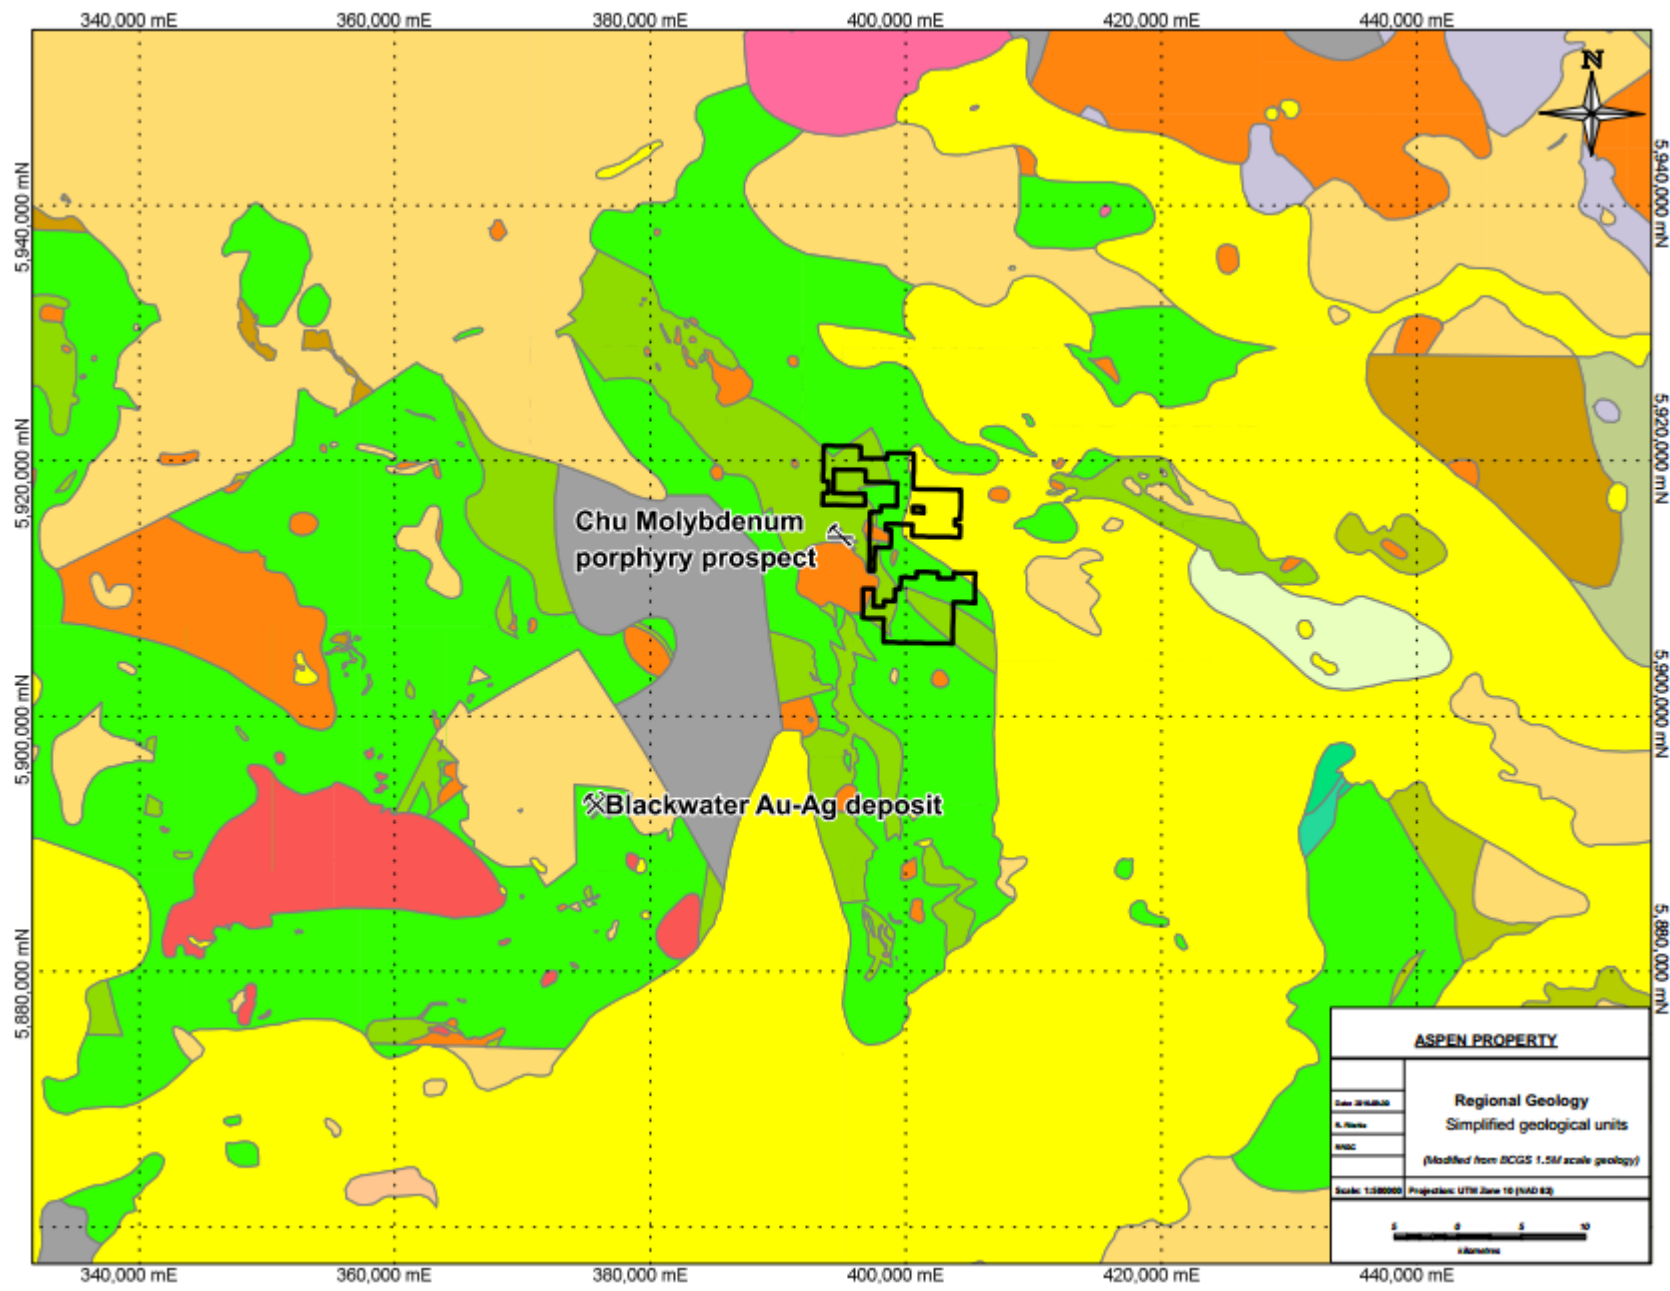 340,000 mE 360,000 mE 380,000 mE 400,000 mE 420,000 mE 440,000 mE
N
5,940,000 mN
5,940,000 mN
5,920,000 mN
5,920,000 mN
Chu Molybdenum
porphyry prospect
5,900,000 mN
5,900,000 mN
Blackwater Au-Ag deposit
5,880,000 mN
5,880,000 mN
ASPEN PROPERTY
Regional Geology
Simplified geological units
(Modified from BCGS 1.5M scale geology)
Scale: 1:500000 Projection: UTM Zone 10 (NAD 83)
5 0 5 10
kilometres
340,000 mE 360,000 mE 380,000 mE 400,000 mE 420,000 mE 440,000 mE